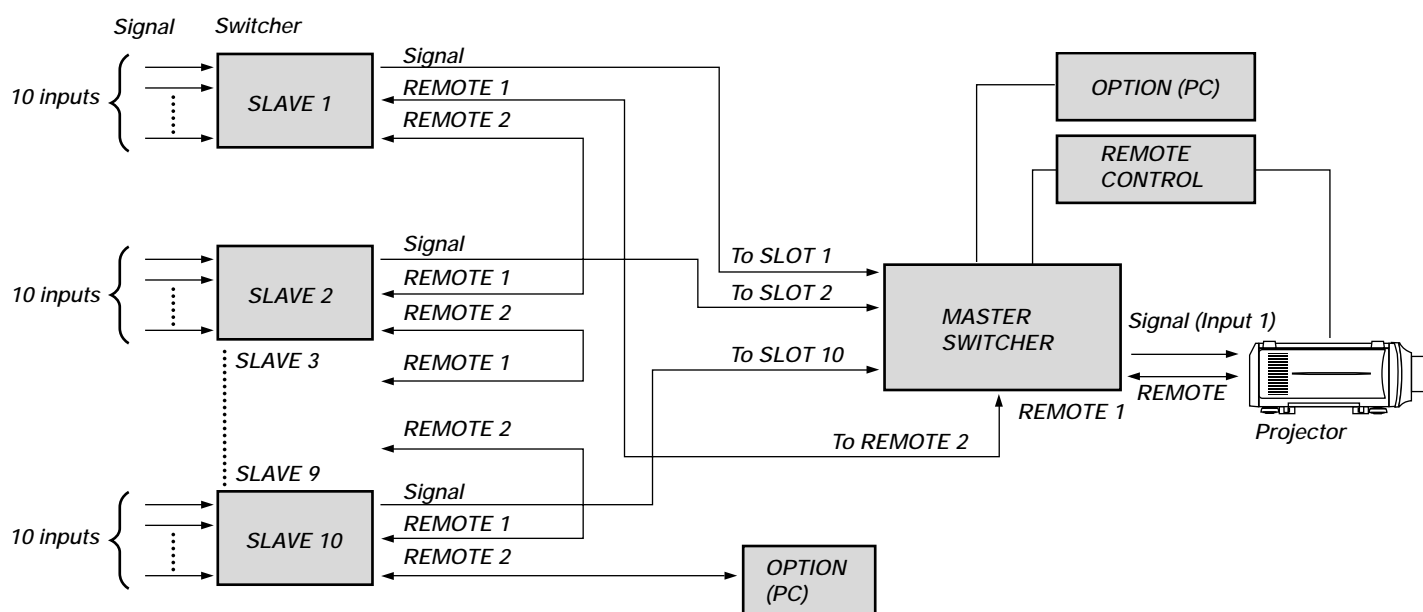 Signal
Switcher
10 inputs
SLAVE 1
Signal
REMOTE 1
REMOTE 2
OPTION (PC)
REMOTE
CONTROL
10 inputs
SLAVE 2
Signal
REMOTE 1
REMOTE 2
To SLOT 1
To SLOT 2
To SLOT 10
MASTER
SWITCHER
Signal (Input 1)
REMOTE
REMOTE 1
Projector
SLAVE 3
REMOTE 1
REMOTE 2
To REMOTE 2
SLAVE 9
10 inputs
SLAVE 10
Signal
REMOTE 1
REMOTE 2
OPTION
(PC)